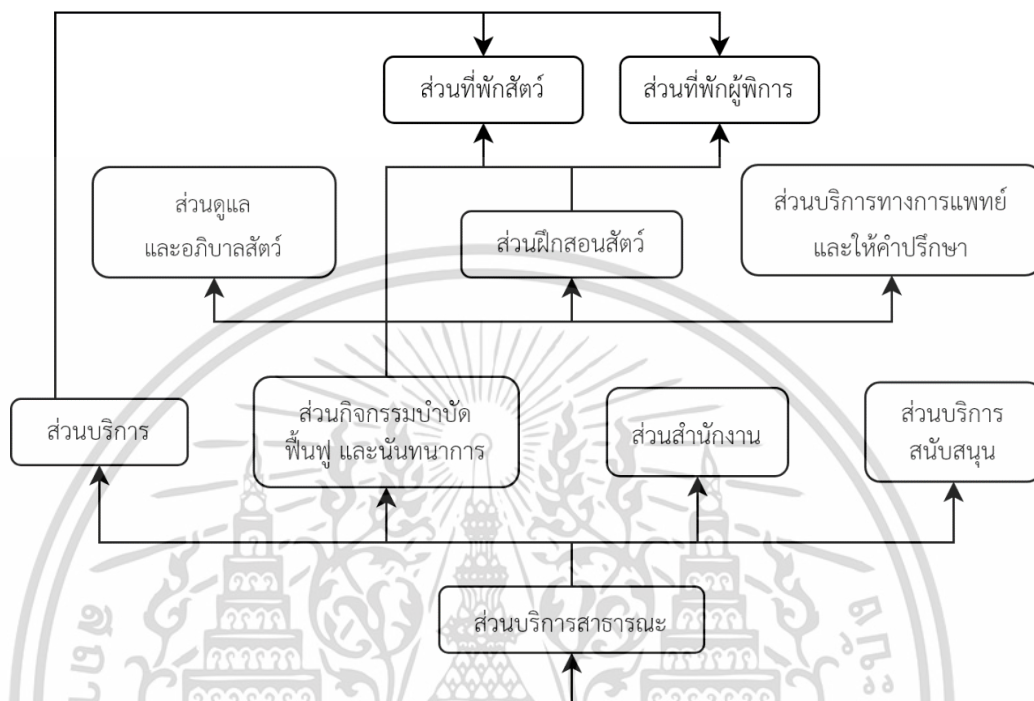 ส่วนที่พักสัตว์
ส่วนที่พักผู้พิการ
ส่วนดูแล
และอภิบาลสัตว์
ส่วนฝึกสอนสัตว์
ส่วนบริการทางการแพทย์
และให้คำปรึกษา
ส่วนบริการ
ส่วนกิจกรรมบำบัด
ฟื้นฟู และนันทนาการ
ส่วนสำนักงาน
ส่วนบริการ
สนับสนุน
ส่วนบริการสาธารณะ